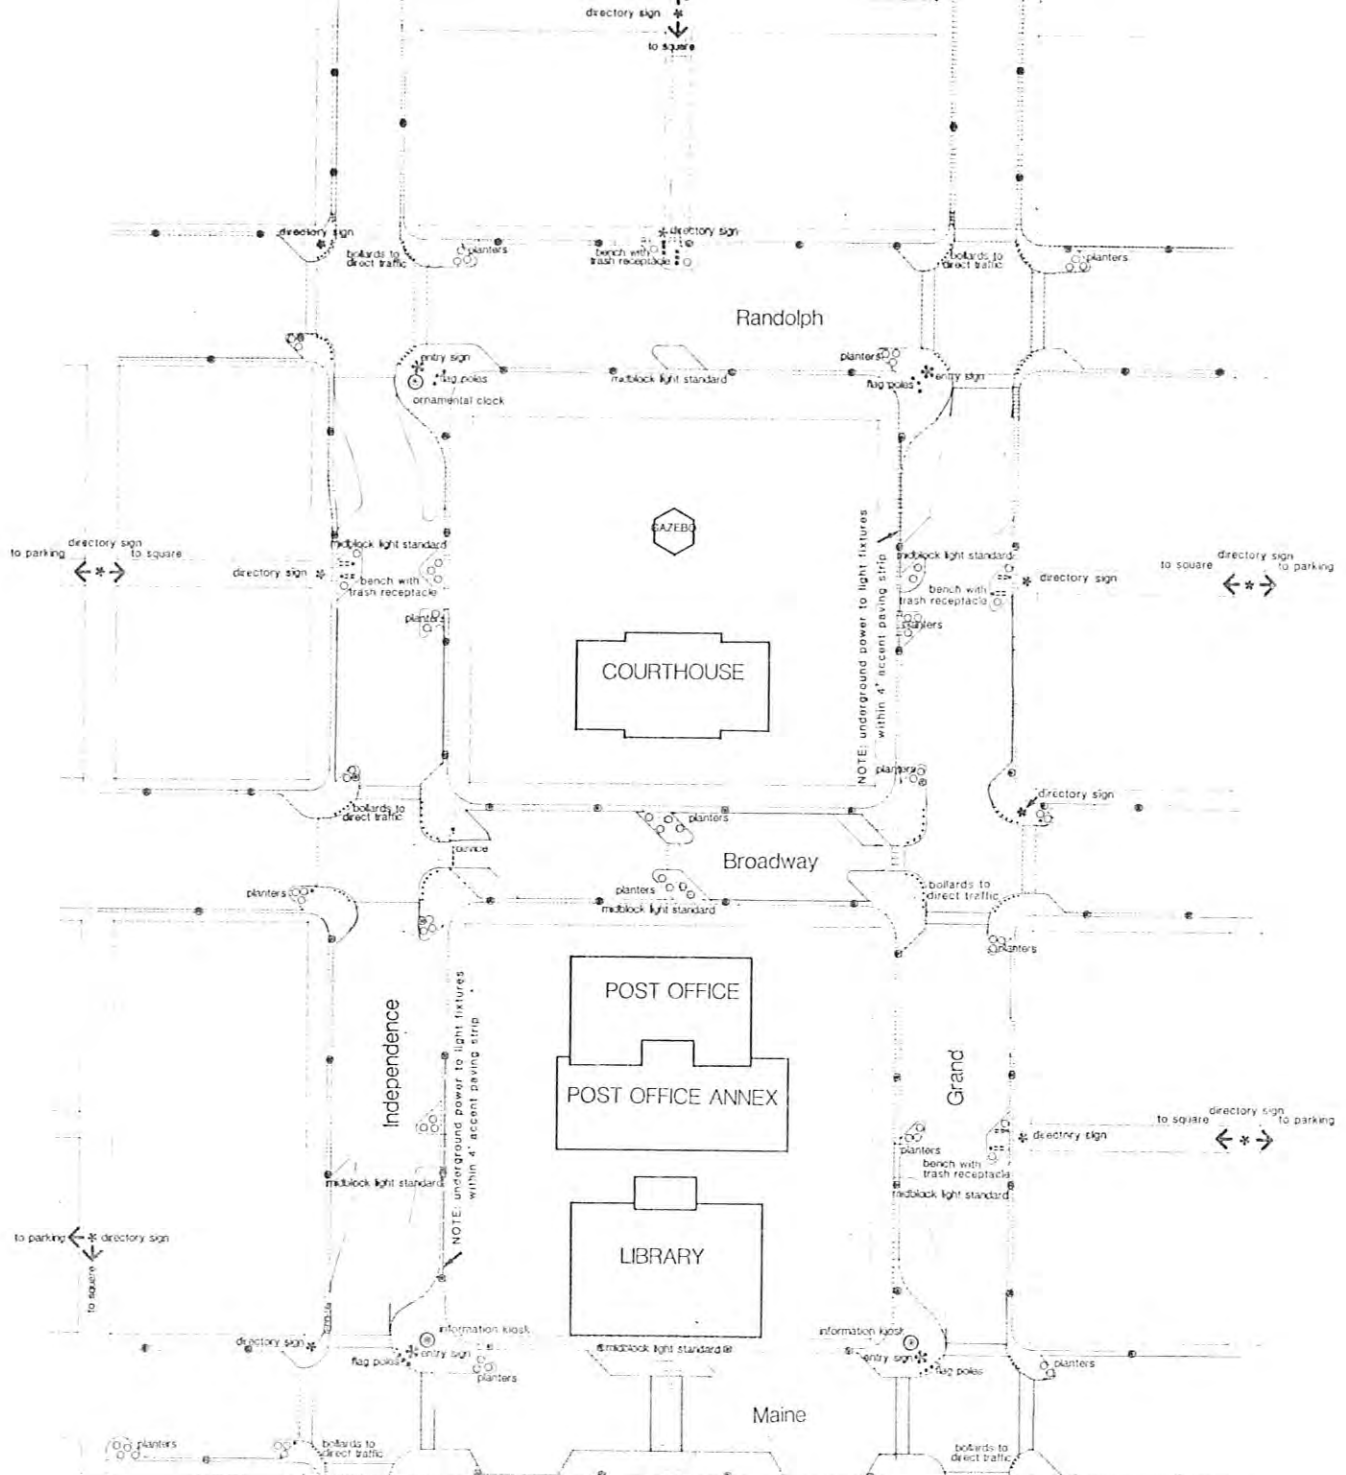 directory sign
to square
directory sign
bollards to
direct traffic
planters
directory sign
bench with
trash receptacle
bollards to
direct traffic
planters
Randolph
entry sign
flag poles
ornamental clock
midblock light standard
planters
flag poles
entry sign
GAZEBO
directory sign
to parking
to square
directory sign
midblock light standard
bench with
trash receptacle
planters
NOTE: underground power to light fixtures
within 4' accent paving strip
midblock light standard
bench with
trash receptacle
planters
directory sign
directory sign
to square
to parking
COURTHOUSE
planters
bollards to
direct traffic
planters
directory sign
service
Broadway
planters
planters
midblock light standard
bollards to
direct traffic
planters
POST OFFICE
POST OFFICE ANNEX
Independence
NOTE: underground power to light fixtures
within 4' accent paving strip
Grand
planters
bench with
trash receptacle
midblock light standard
directory sign
directory sign
to square
to parking
midblock light standard
to parking
directory sign
to square
LIBRARY
directory sign
information kiosk
flag poles
entry sign
planters
midblock light standard
information kiosk
entry sign
flag poles
planters
Maine
planters
bollards to
direct traffic
bollards to
direct traffic